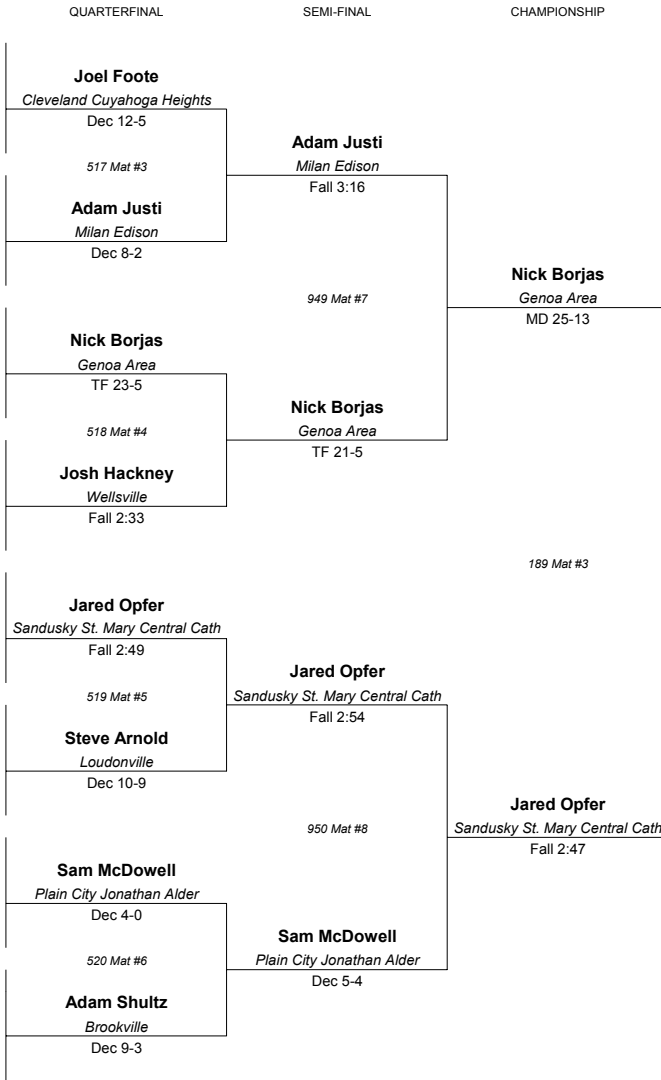 QUARTERFINAL SEMI-FINAL CHAMPIONSHIP
Joel Foote
Cleveland Cuyahoga Heights
Dec 12-5
517 Mat #3
Adam Justi
Milan Edison
Dec 8-2
Adam Justi
Milan Edison
Fall 3:16
949 Mat #7
Nick Borjas
Genoa Area
TF 23-5
518 Mat #4
Josh Hackney
Wellsville
Fall 2:33
Nick Borjas
Genoa Area
TF 21-5
Nick Borjas
Genoa Area
MD 25-13
189 Mat #3
Jared Opfer
Sandusky St. Mary Central Cath
Fall 2:49
519 Mat #5
Steve Arnold
Loudonville
Dec 10-9
Jared Opfer
Sandusky St. Mary Central Cath
Fall 2:54
950 Mat #8
Sam McDowell
Plain City Jonathan Alder
Dec 4-0
520 Mat #6
Adam Shultz
Brookville
Dec 9-3
Sam McDowell
Plain City Jonathan Alder
Dec 5-4
Jared Opfer
Sandusky St. Mary Central Cath
Fall 2:47